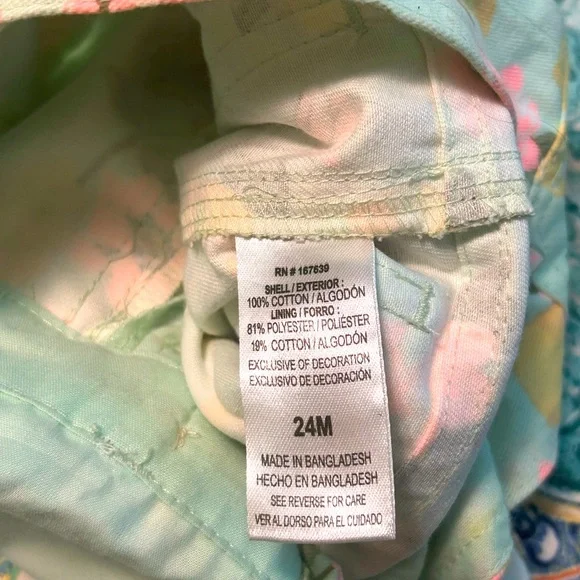 RN # 167639
SHELL / EXTERIOR :
100% COTTON / ALGODÓN
LINING / FORRO :
81% POLYESTER / POLIÉSTER
19% COTTON / ALGODÓN
EXCLUSIVE OF DECORATION
EXCLUSIVO DE DECORACIÓN
24M
MADE IN BANGLADESH
HECHO EN BANGLADESH
SEE REVERSE FOR CARE
VER AL DORSO PARA EL CUIDADO